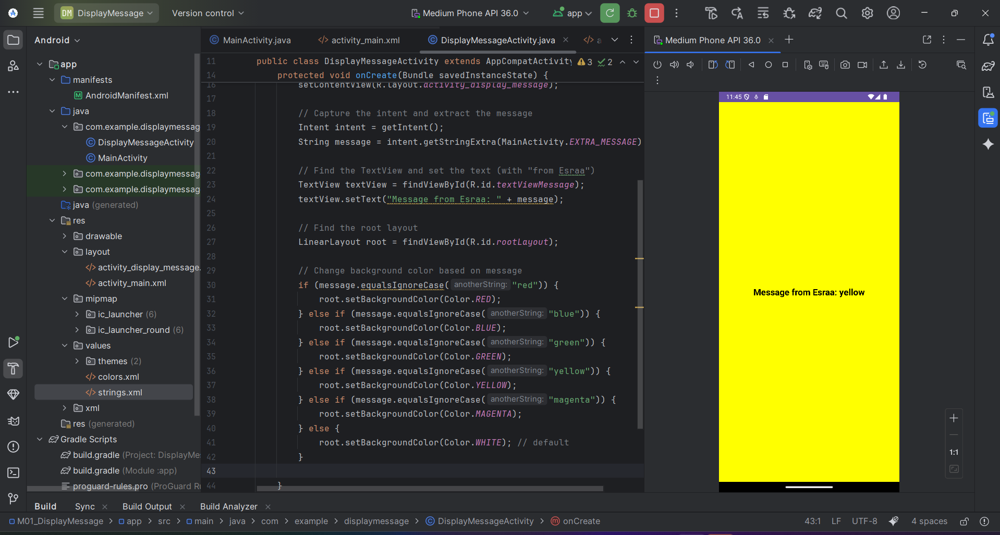 DM DisplayMessage
Version control
Medium Phone API 36.0
app
Android
app
manifests
AndroidManifest.xml
java
com.example.displaymessag
DisplayMessageActivity
MainActivity
com.example.displaymessag
com.example.displaymessag
java (generated)
res
drawable
layout
activity_display_message.
activity_main.xml
mipmap
ic_launcher (6)
ic_launcher_round (6)
values
themes (2)
colors.xml
strings.xml
xml
res (generated)
Gradle Scripts
build.gradle (Project: DisplayMe
build.gradle (Module :app)
proguard-rules.pro (ProGuard Ru
MainActivity.java
activity_main.xml
DisplayMessageActivity.java
a
3 2
11 public class DisplayMessageActivity extends AppCompatActivity
14 protected void onCreate(Bundle savedInstanceState) {
16 setContentView(R.layout.activity_display_message);
17
18 // Capture the intent and extract the message
19 Intent intent = getIntent();
20 String message = intent.getStringExtra(MainActivity.EXTRA_MESSAGE)
21
22 // Find the TextView and set the text (with "from Esraa")
23 TextView textView = findViewById(R.id.textViewMessage);
24 textView.setText("Message from Esraa: " + message);
25
26 // Find the root layout
27 LinearLayout root = findViewById(R.id.rootLayout);
28
29 // Change background color based on message
30 if (message.equalsIgnoreCase( anotherString: "red")) {
31 root.setBackgroundColor(Color.RED);
32 } else if (message.equalsIgnoreCase( anotherString: "blue")) {
33 root.setBackgroundColor(Color.BLUE);
34 } else if (message.equalsIgnoreCase( anotherString: "green")) {
35 root.setBackgroundColor(Color.GREEN);
36 } else if (message.equalsIgnoreCase( anotherString: "yellow")) {
37 root.setBackgroundColor(Color.YELLOW);
38 } else if (message.equalsIgnoreCase( anotherString: "magenta")) {
39 root.setBackgroundColor(Color.MAGENTA);
40 } else {
41 root.setBackgroundColor(Color.WHITE); // default
42 }
43
44 }
Medium Phone API 36.0
11:45
Message from Esraa: yellow
1:1
Build
Sync
Build Output
Build Analyzer
M01_DisplayMessage > app > src > main > java > com > example > displaymessage > DisplayMessageActivity > onCreate
43:1 LF UTF-8 4 spaces